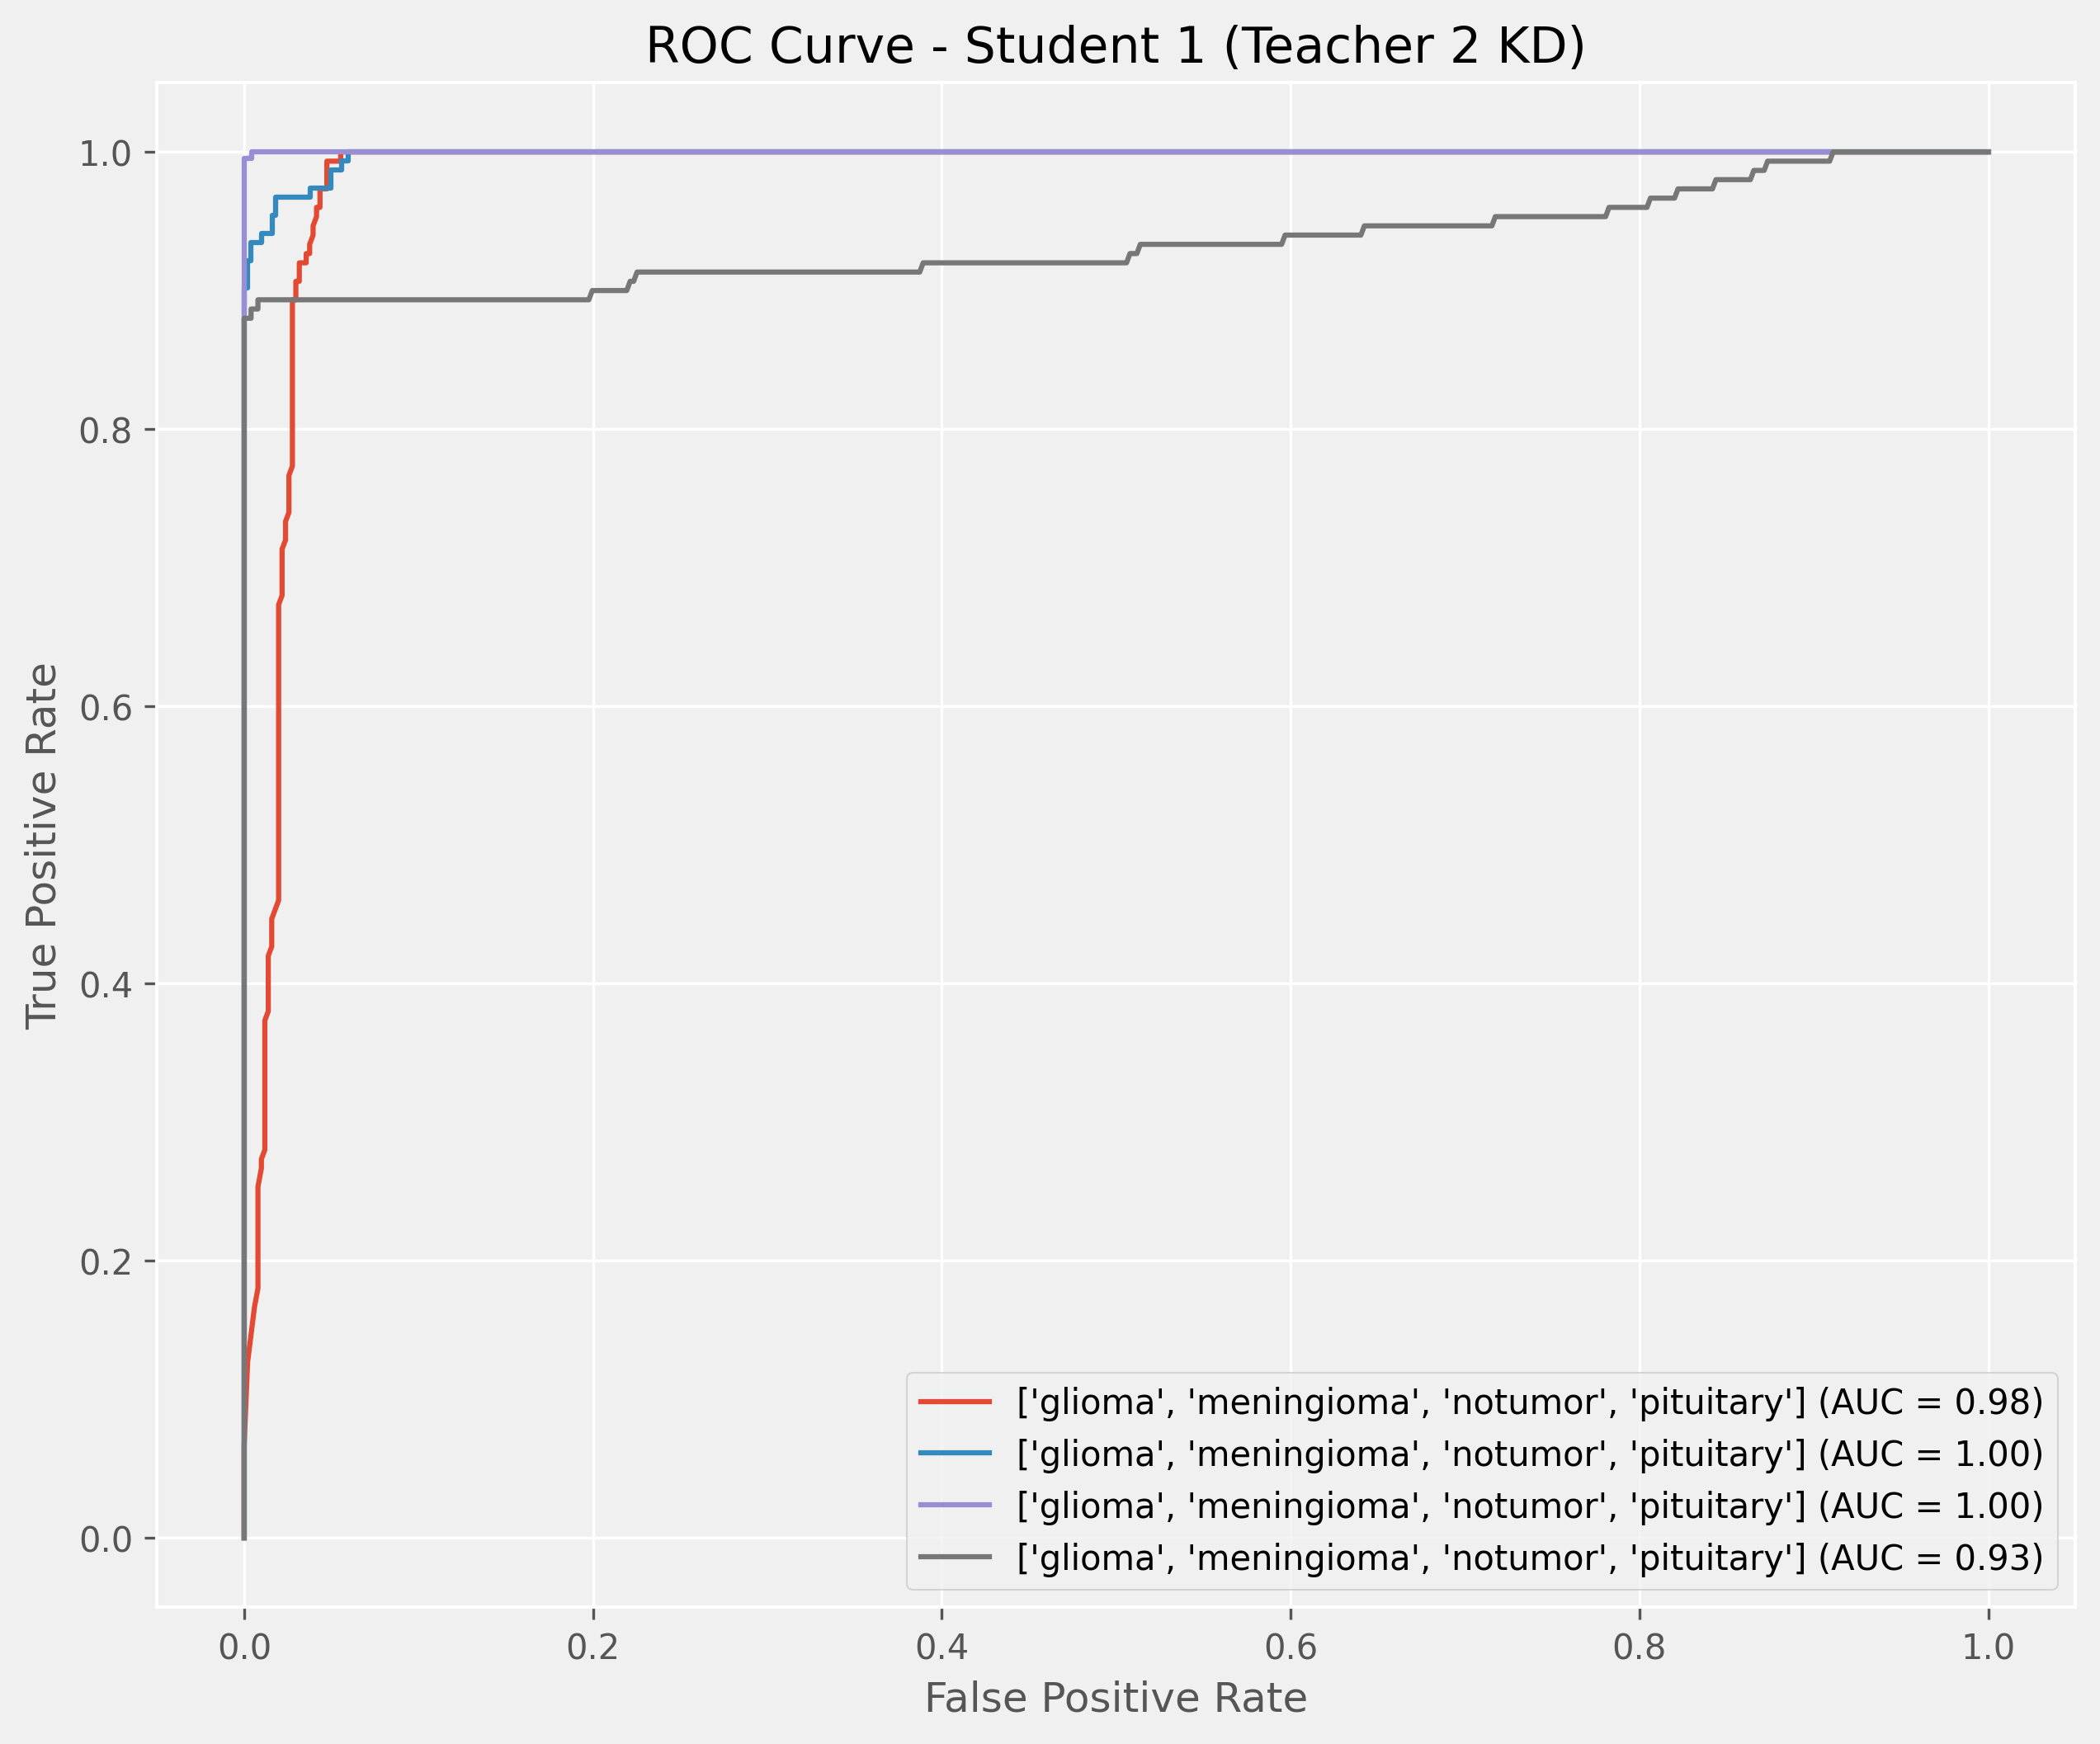 ROC Curve - Student 1 (Teacher 2 KD)
True Positive Rate
1.0
0.8
0.6
0.4
0.2
0.0
['glioma', 'meningioma', 'notumor', 'pituitary'] (AUC = 0.98)
['glioma', 'meningioma', 'notumor', 'pituitary'] (AUC = 1.00)
['glioma', 'meningioma', 'notumor', 'pituitary'] (AUC = 1.00)
['glioma', 'meningioma', 'notumor', 'pituitary'] (AUC = 0.93)
0.0 0.2 0.4 0.6 0.8 1.0
False Positive Rate